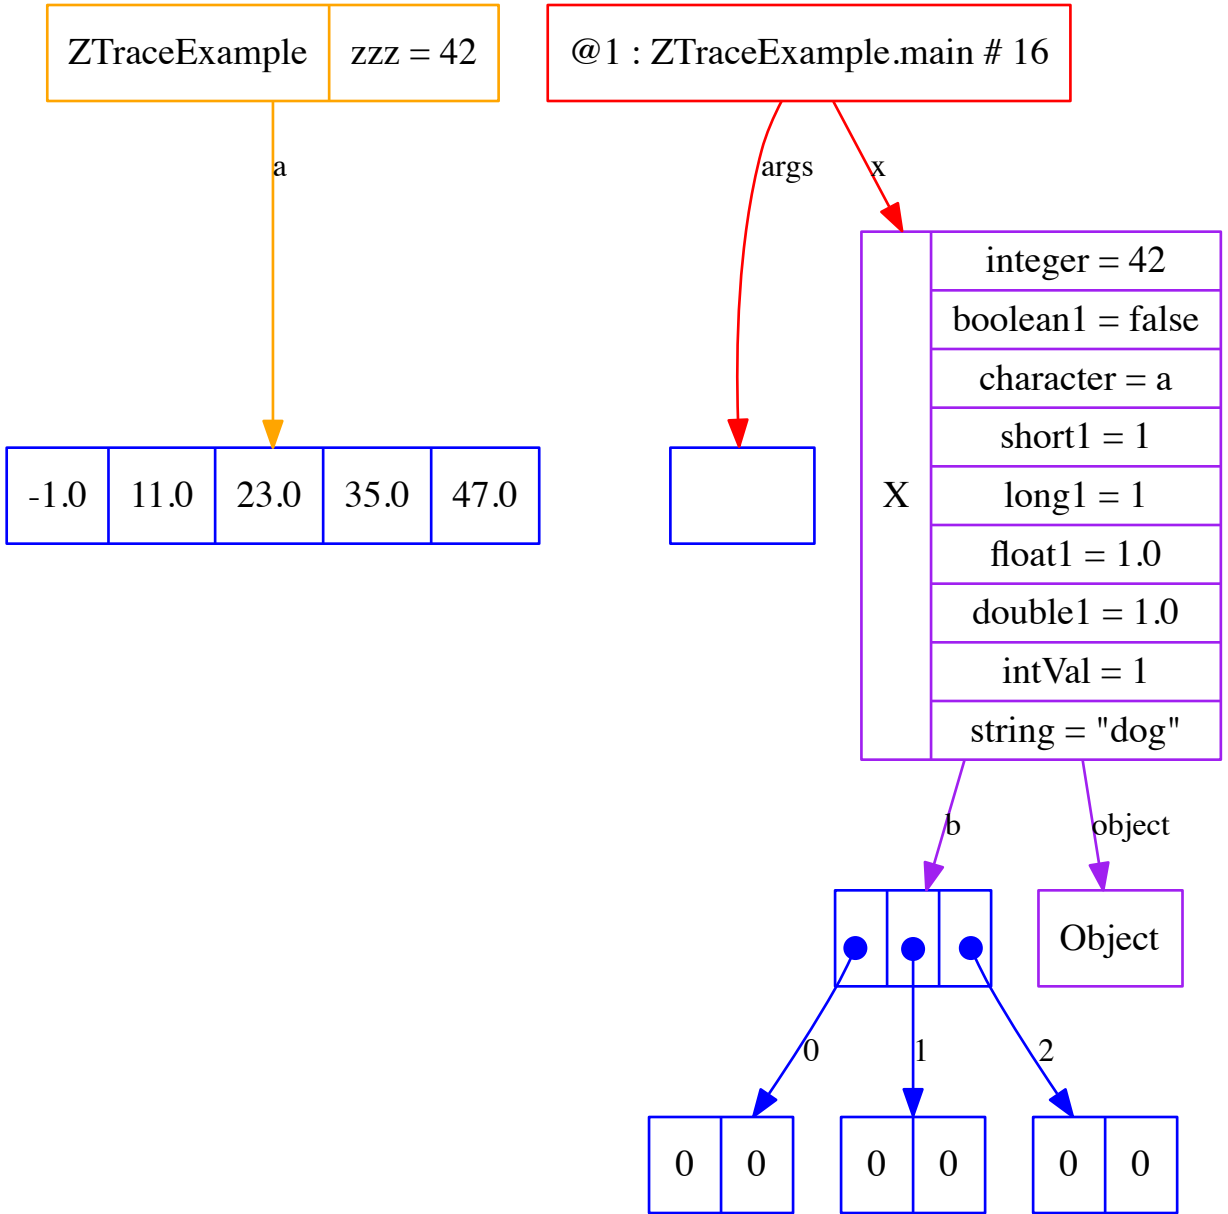 ZTraceExample zzz = 42
@1 : ZTraceExample.main # 16
a
args
x
integer = 42
boolean1 = false
character = a
short1 = 1
long1 = 1
float1 = 1.0
double1 = 1.0
intVal = 1
string = "dog"
X
-1.0 11.0 23.0 35.0 47.0
b
object
Object
0
1
2
0 0
0 0
0 0